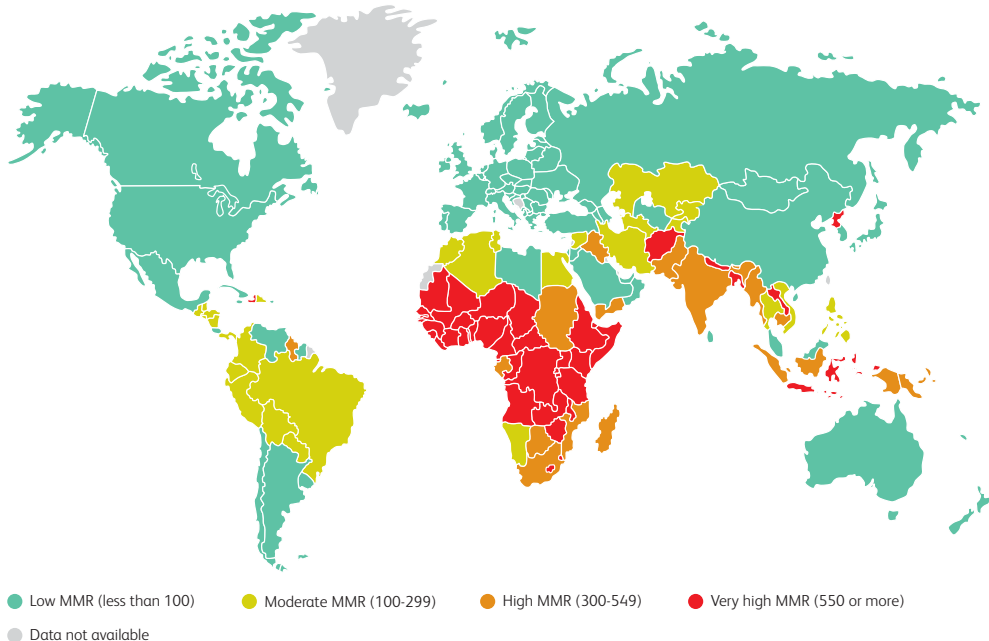 Low MMR (less than 100)
Moderate MMR (100-299)
High MMR (300-549)
Very high MMR (550 or more)
Data not available